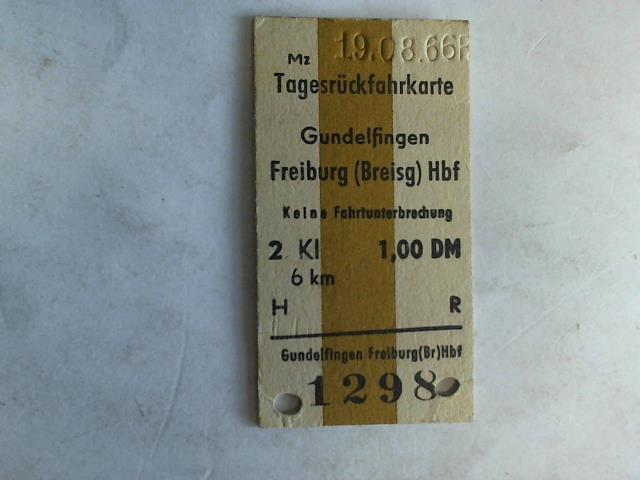 19.08.66R
Mz
Tagesrückfahrkarte
Gundelfingen
Freiburg (Breisg) Hbf
Keine Fahrtunterbrechung
2 Kl 1,00 DM
6 km
H R
Gundelfingen Freiburg(Br)Hbf
1298